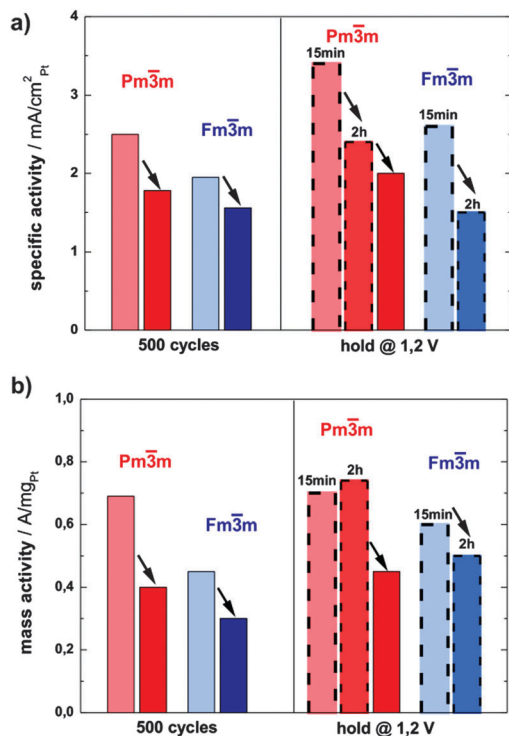 a)
specific activity / mA/cm²Pt
4
3
2
1
0
Pm3̅m
Fm3̅m
15min
Pm3̅m
2h
15min
Fm3̅m
2h
500 cycles
hold @ 1,2 V
b)
mass activity / A/mgPt
1,0
0,8
0,6
0,4
0,2
0,0
Pm3̅m
Fm3̅m
Pm3̅m
15min
2h
Fm3̅m
15min
2h
500 cycles
hold @ 1,2 V